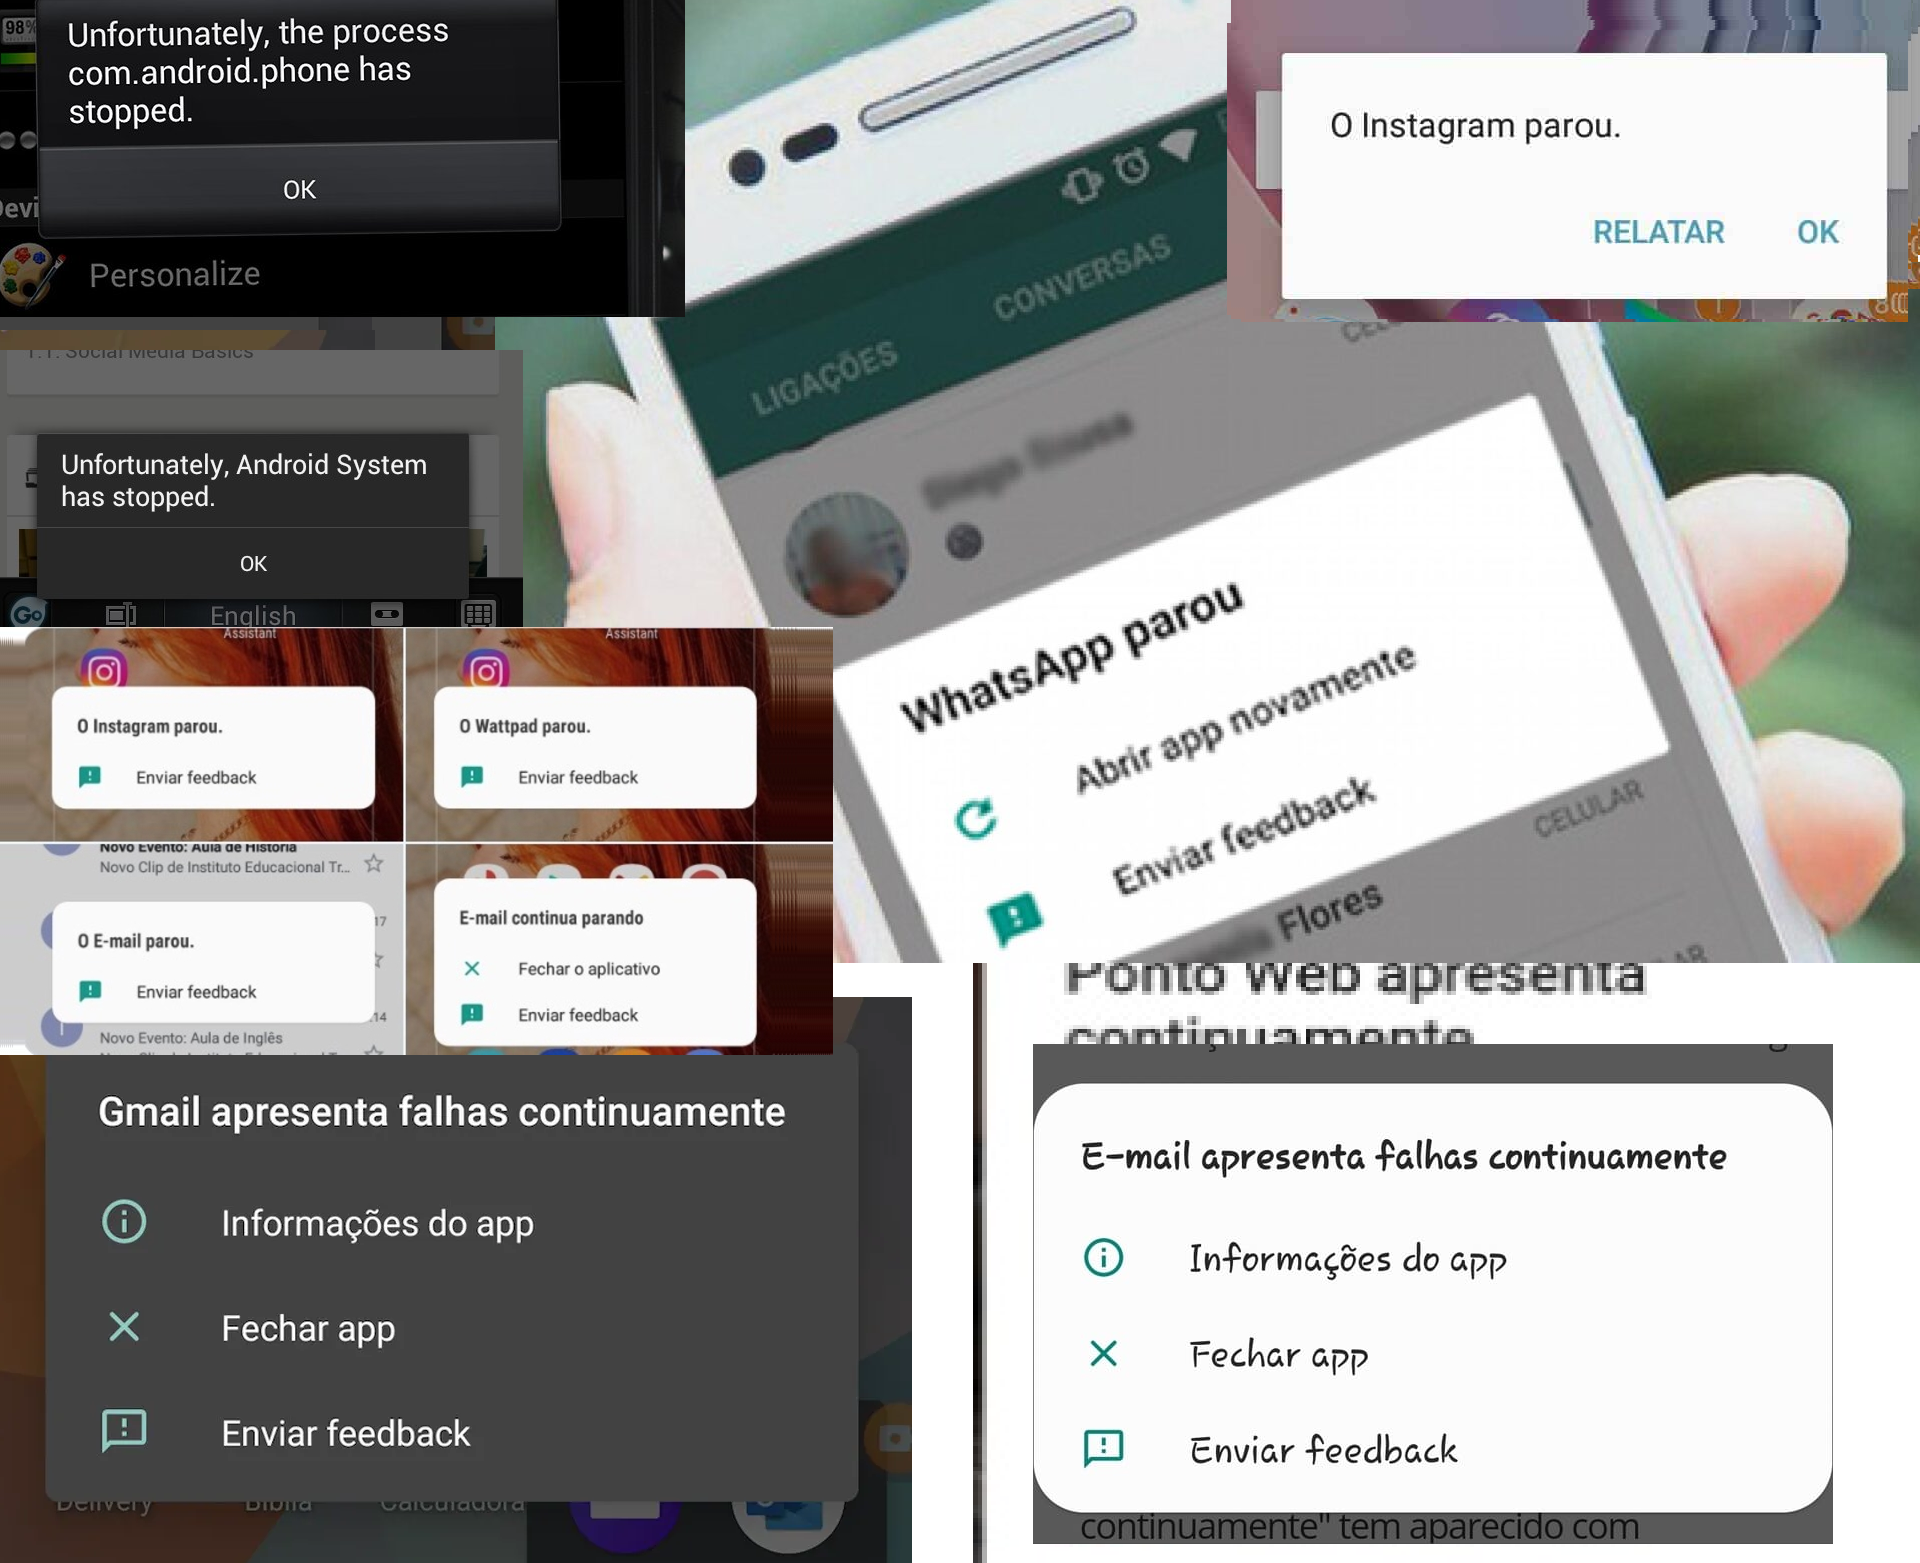 98%
Unfortunately, the process
com.android.phone has
stopped.
OK
Devi
Personalize
O Instagram parou.
RELATAR OK
LIGAÇÕES CONVERSAS
WhatsApp parou
Abrir app novamente
Enviar feedback
CELULAR
Flores
1.1. Social Media Basics
Unfortunately, Android System
has stopped.
OK
Go English
Assistant
O Instagram parou.
Enviar feedback
Assistant
O Wattpad parou.
Enviar feedback
Novo Evento: Aula de História
Novo Clip de Instituto Educacional Tr...
17
O E-mail parou.
Enviar feedback
14
Novo Evento: Aula de Inglês
E-mail continua parando
Fechar o aplicativo
Enviar feedback
Gmail apresenta falhas continuamente
Informações do app
Fechar app
Enviar feedback
Delivery Bíblia Calculadora
Ponto Web apresenta
continuamente
E-mail apresenta falhas continuamente
Informações do app
Fechar app
Enviar feedback
continuamente" tem aparecido com